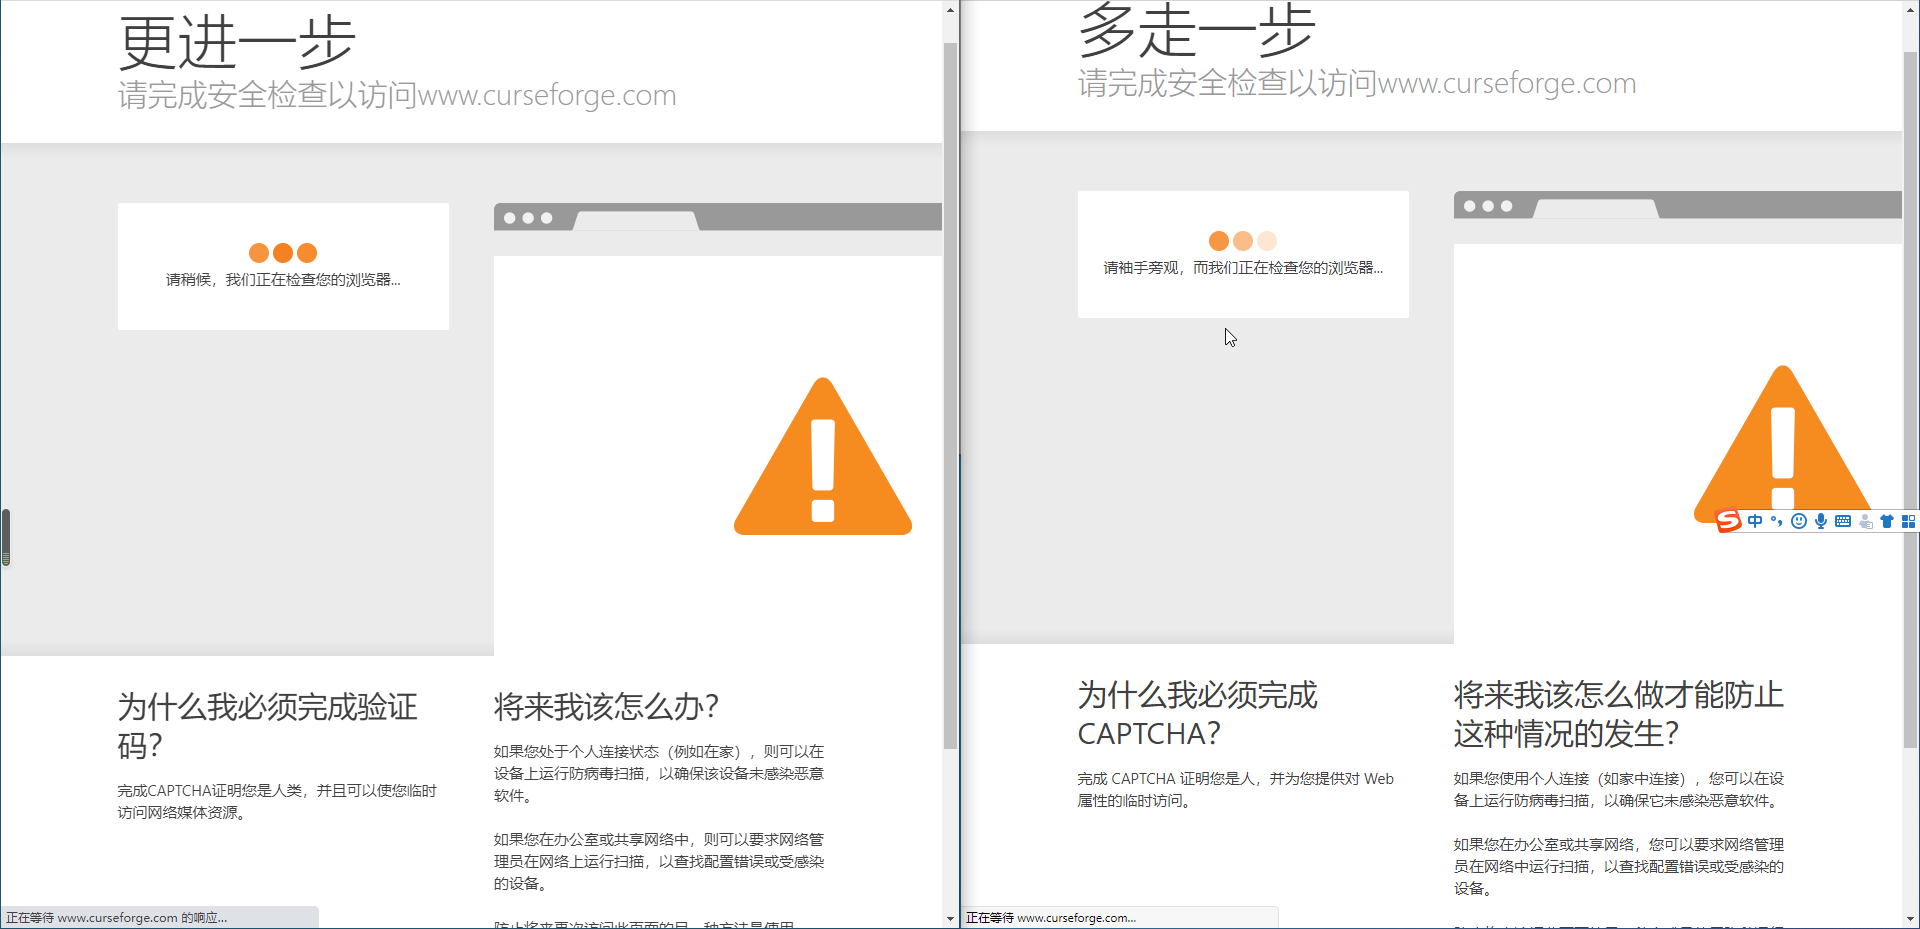 更进一步
请完成安全检查以访问www.curseforge.com
请稍候，我们正在检查您的浏览器...
为什么我必须完成验证
码？
完成CAPTCHA证明您是人类，并且可以使您临时
访问网络媒体资源。
将来我该怎么办？
如果您处于个人连接状态（例如在家），则可以在
设备上运行防病毒扫描，以确保该设备未感染恶意
软件。
如果您在办公室或共享网络中，则可以要求网络管
理员在网络上运行扫描，以查找配置错误或受感染
的设备。
正在等待 www.curseforge.com 的响应...
多走一步
请完成安全检查以访问www.curseforge.com
请袖手旁观，而我们正在检查您的浏览器...
中
为什么我必须完成
CAPTCHA？
完成 CAPTCHA 证明您是人，并为您提供对 Web
属性的临时访问。
将来我该怎么做才能防止
这种情况的发生？
如果您使用个人连接（如家中连接），您可以在设
备上运行防病毒扫描，以确保它未感染恶意软件。
如果您在办公室或共享网络，您可以要求网络管理
员在网络中运行扫描，以查找配置错误或受感染的
设备。
正在等待 www.curseforge.com...